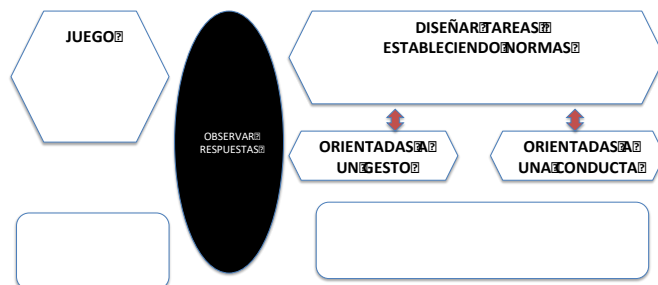 JUEGO
OBSERVAR
RESPUESTAS
DISEÑAR TAREAS
ESTABLECIENDO NORMAS
ORIENTADAS A
UN GESTO
ORIENTADAS A
UNA CONDUCTA